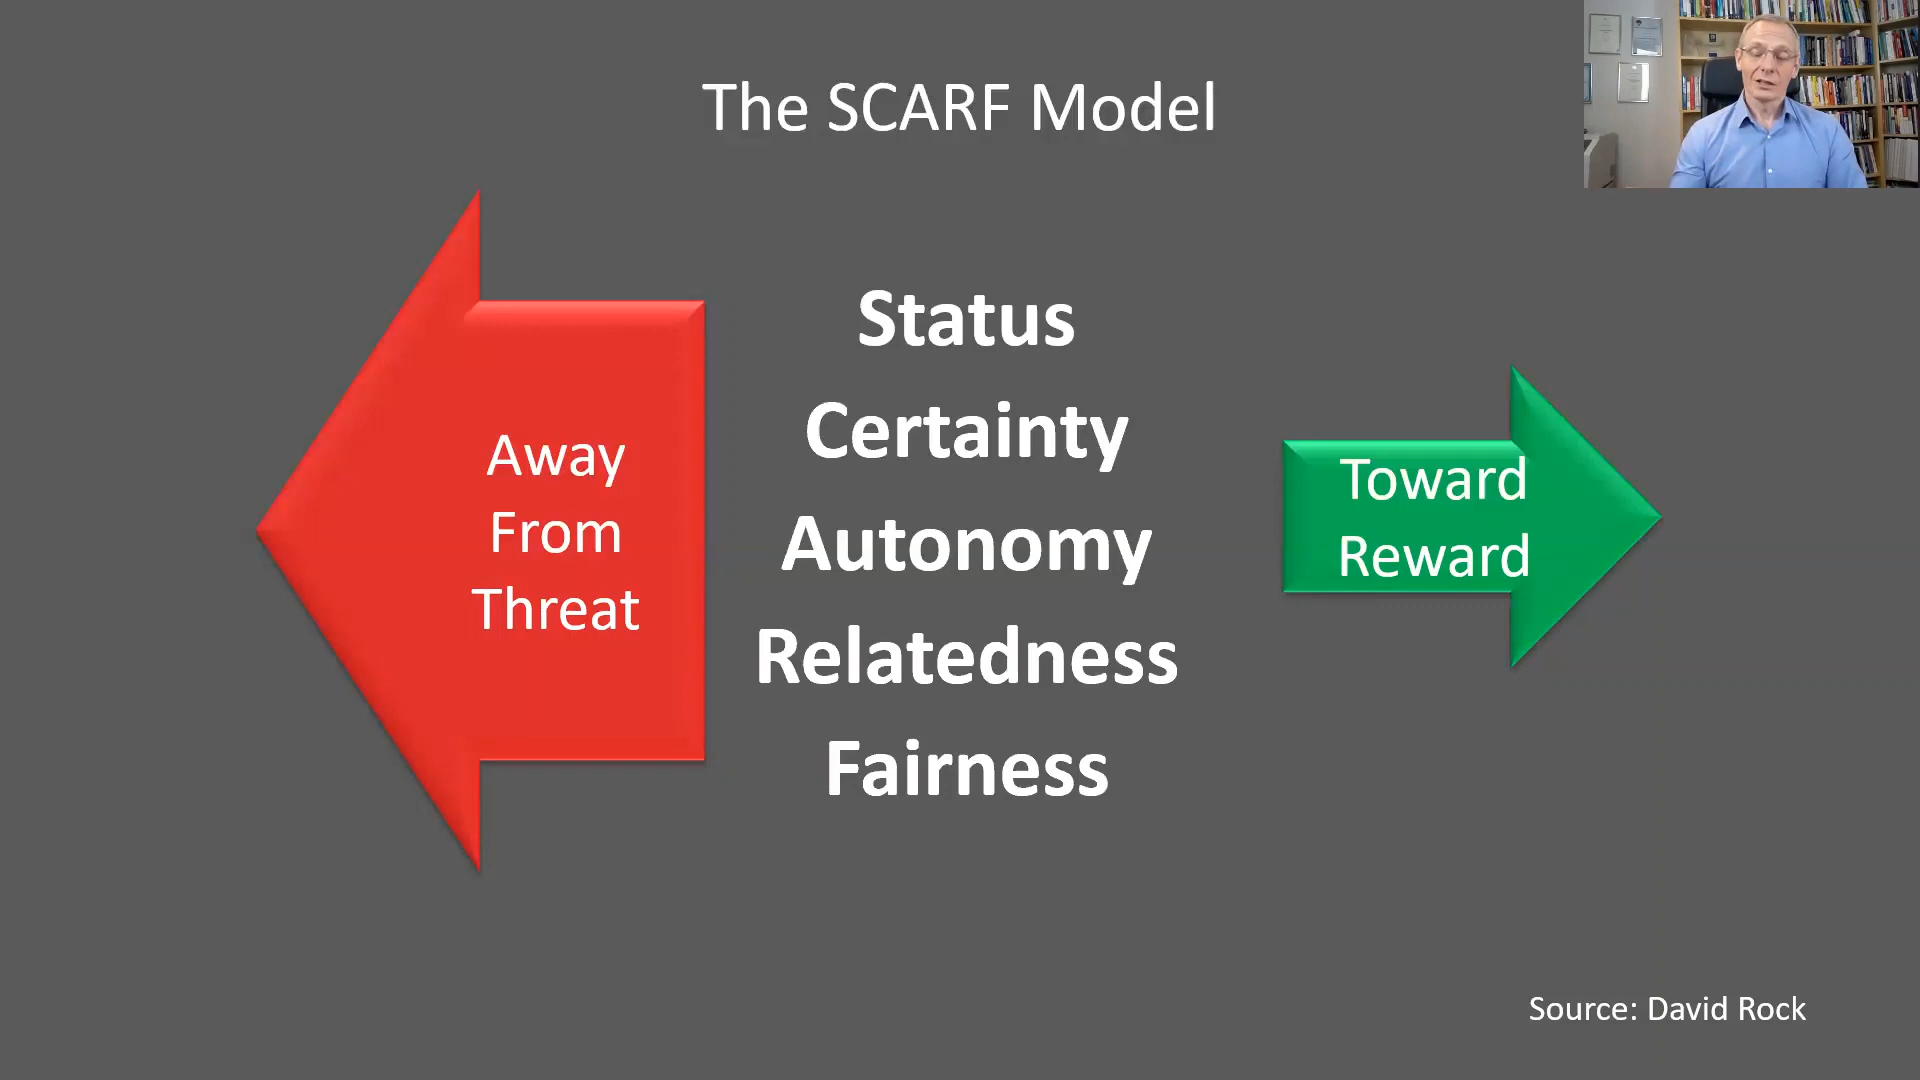 The SCARF Model
Away
From
Threat
Status
Certainty
Autonomy
Relatedness
Fairness
Toward
Reward
Source: David Rock